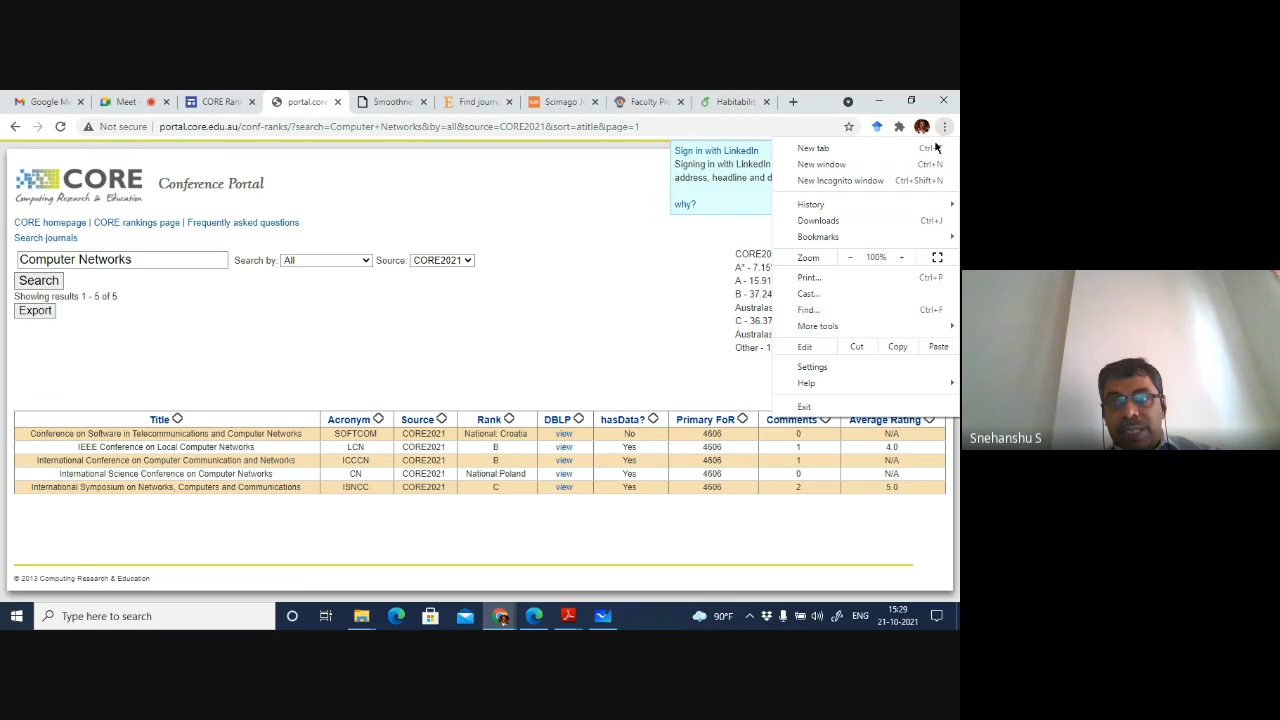 Google Me
Meet -
CORE Ran
portal.core
Smoothne
Find journa
Scimago Jo
Faculty Pro
Habitability
Not secure
portal.core.edu.au/conf-ranks/?search=Computer+Networks&by=all&source=CORE2021&sort=atitle&page=1
CORE
Computing Research & Education
Conference Portal
CORE homepage | CORE rankings page | Frequently asked questions
Search journals
Computer Networks Search by: All Source: CORE2021
Search
Showing results 1 - 5 of 5
Export
Sign in with LinkedIn
Signing in with LinkedIn
address, headline and d
why?
CORE20
A* - 7.15
A - 15.91
B - 37.24
Australas
C - 36.37
Australas
Other - 1
New tab Ctrl+
New window Ctrl+N
New Incognito window Ctrl+Shift+N
History
Downloads Ctrl+J
Bookmarks
Zoom - 100% +
Print... Ctrl+P
Cast...
Find... Ctrl+F
More tools
Edit Cut Copy Paste
Settings
Help
Exit
Title Acronym Source Rank DBLP hasData? Primary FoR Comments Average Rating
Conference on Software in Telecommunications and Computer Networks SOFTCOM CORE2021 National: Croatia view No 4606 0 N/A
IEEE Conference on Local Computer Networks LCN CORE2021 B view Yes 4606 1 4.0
International Conference on Computer Communication and Networks ICCCN CORE2021 B view Yes 4606 1 N/A
International Science Conference on Computer Networks CN CORE2021 National:Poland view Yes 4606 0 N/A
International Symposium on Networks, Computers and Communications ISNCC CORE2021 C view Yes 4606 2 5.0
© 2013 Computing Research & Education
Type here to search
90°F
ENG
15:29
21-10-2021
Snehanshu S